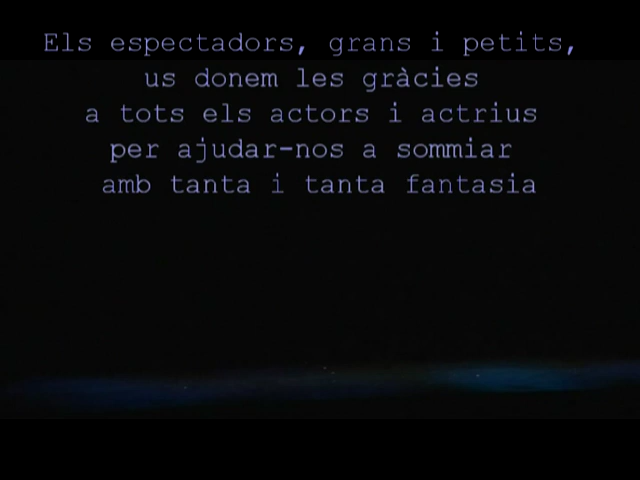 Els espectadors, grans i petits,
us donem les gràcies
a tots els actors i actrius
per ajudar-nos a sommiar
amb tanta i tanta fantasia